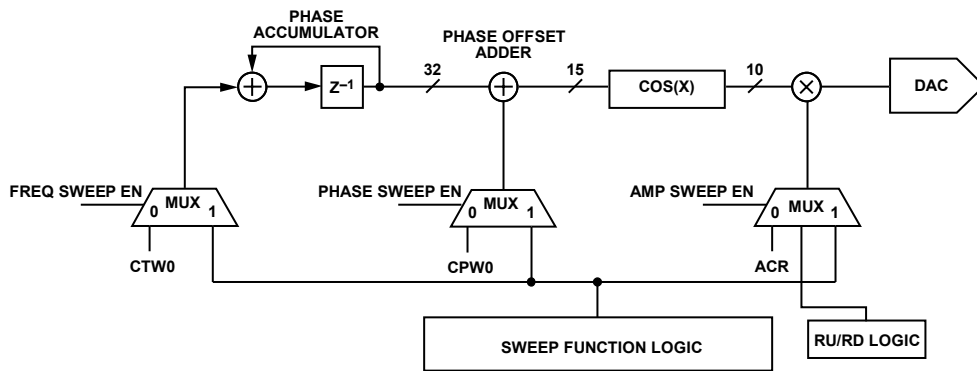 PHASE
ACCUMULATOR
PHASE OFFSET
ADDER
32
15
10
+
Z–1
+
COS(X)
×
DAC
FREQ SWEEP EN
MUX
0
1
PHASE SWEEP EN
MUX
0
1
AMP SWEEP EN
MUX
0
1
CTW0
CPW0
ACR
SWEEP FUNCTION LOGIC
RU/RD LOGIC